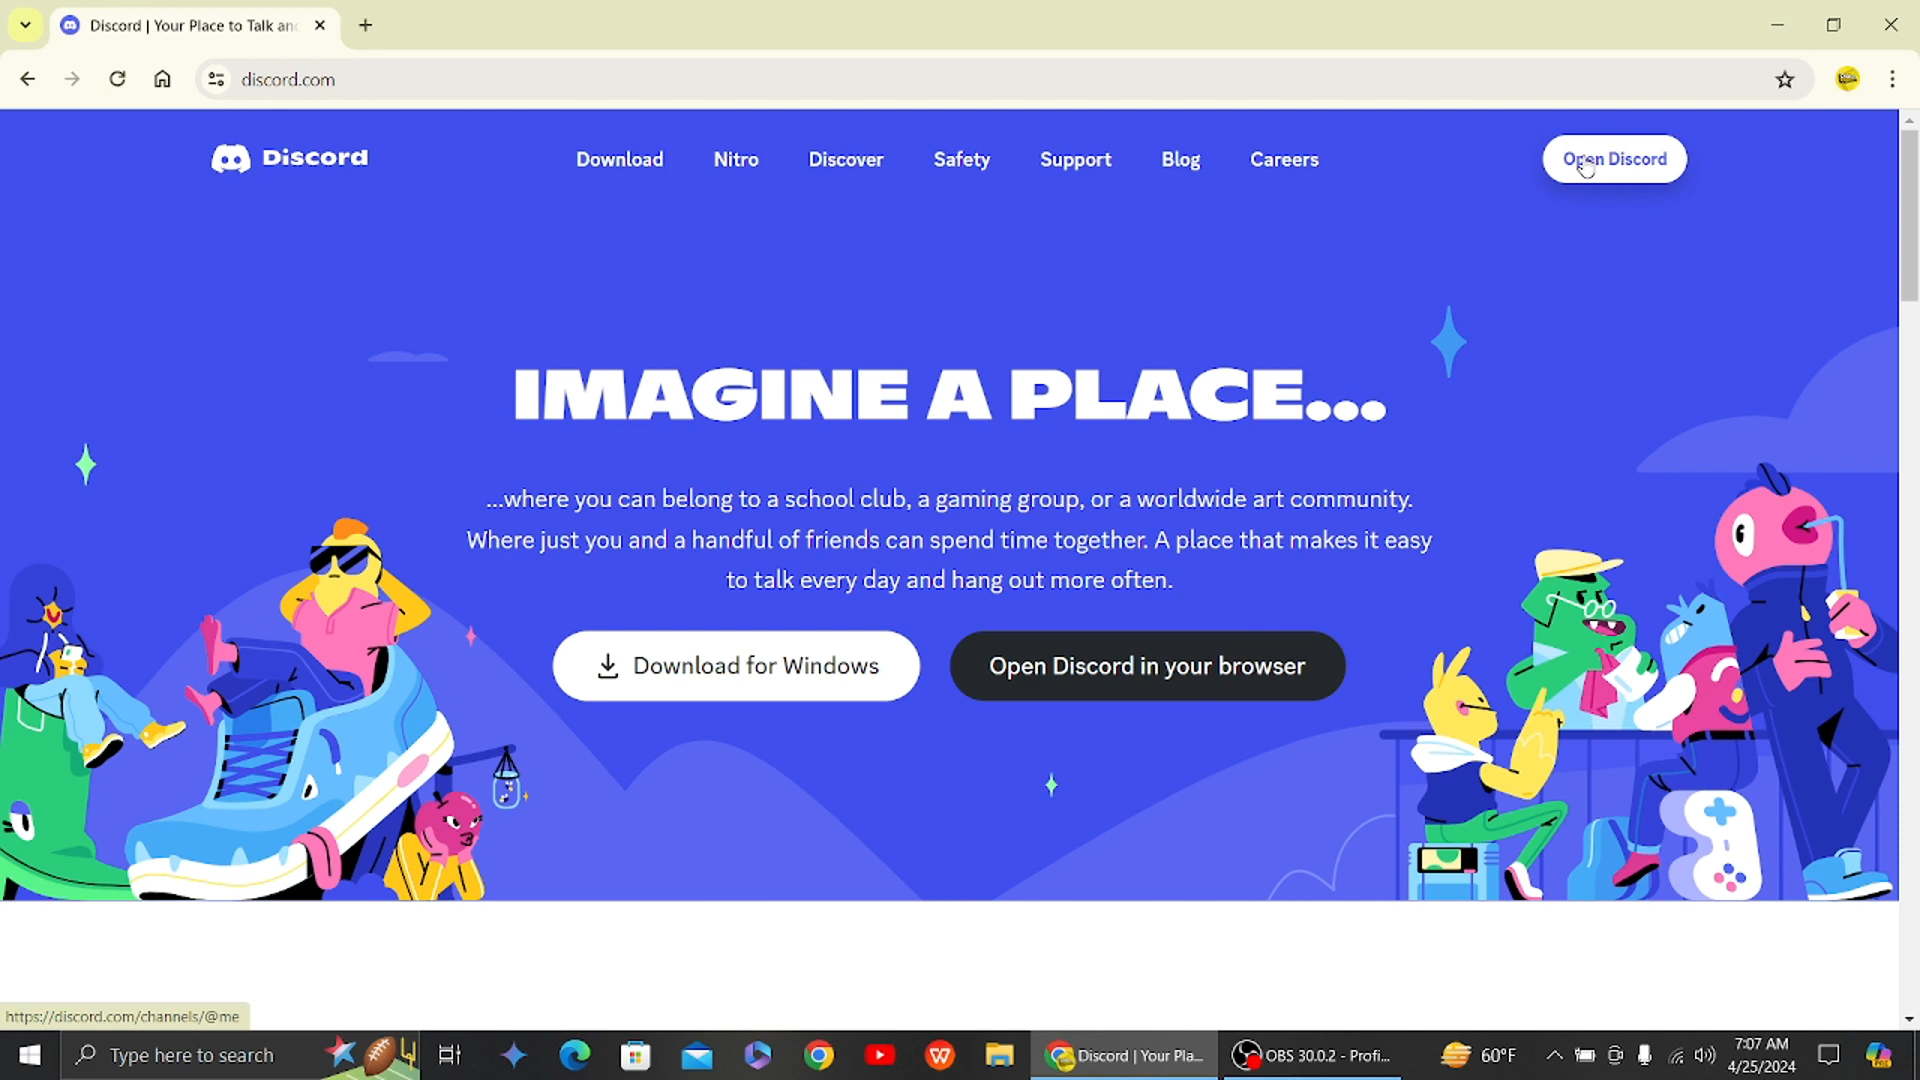 Discord | Your Place to Talk an
discord.com
Discord
Download
Nitro
Discover
Safety
Support
Blog
Careers
Open Discord
IMAGINE A PLACE...
...where you can belong to a school club, a gaming group, or a worldwide art community.
Where just you and a handful of friends can spend time together. A place that makes it easy
to talk every day and hang out more often.
Download for Windows
Open Discord in your browser
https://discord.com/channels/@me
Type here to search
Discord | Your Pla...
OBS 30.0.2 - Profi...
60°F
7:07 AM
4/25/2024